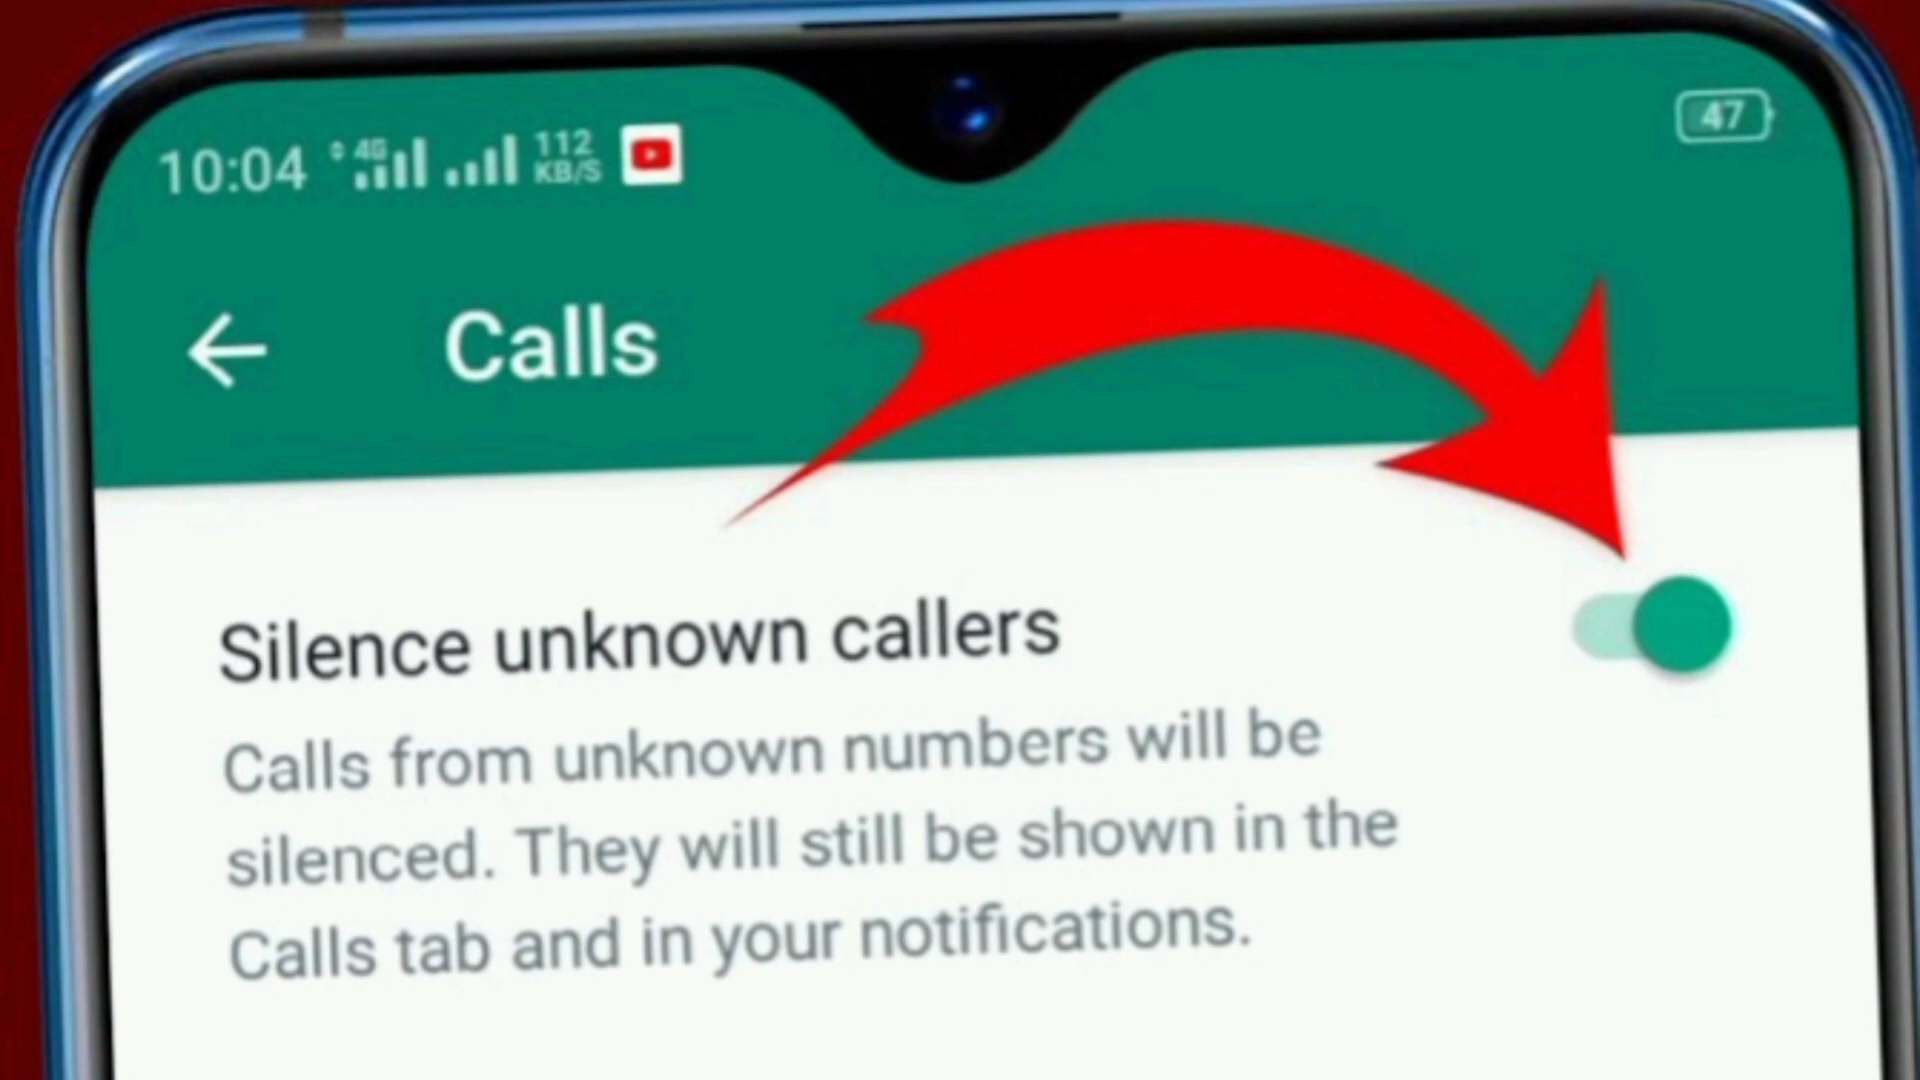 10:04 4G 112 KB/S 47
Calls
Silence unknown callers
Calls from unknown numbers will be
silenced. They will still be shown in the
Calls tab and in your notifications.